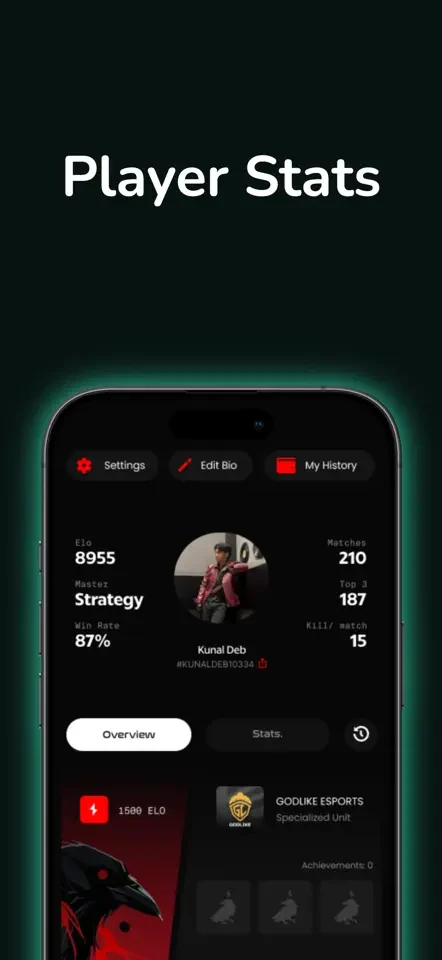 Player Stats
Settings
Edit Bio
My History
Elo
8955
Master
Strategy
Win Rate
87%
Matches
210
Top 3
187
Kill/ match
15
Kunal Deb
#KUNALDEB10334
Overview
Stats.
1500 ELO
GODLIKE
GODLIKE ESPORTS
Specialized Unit
Achievements: 0